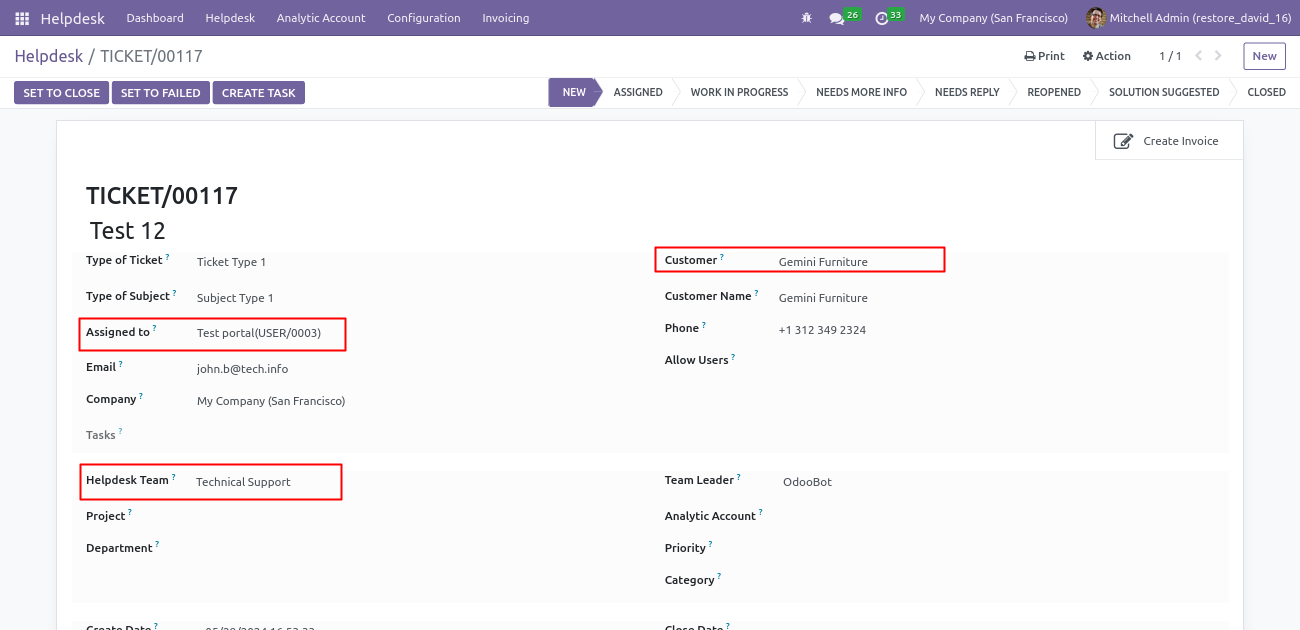 Helpdesk Dashboard Helpdesk Analytic Account Configuration Invoicing 26 33 My Company (San Francisco) Mitchell Admin (restore_david_16)
Helpdesk / TICKET/00117 Print Action 1 / 1 New
SET TO CLOSE SET TO FAILED CREATE TASK NEW ASSIGNED WORK IN PROGRESS NEEDS MORE INFO NEEDS REPLY REOPENED SOLUTION SUGGESTED CLOSED
Create Invoice
TICKET/00117
Test 12
Type of Ticket ? Ticket Type 1 Customer ? Gemini Furniture
Type of Subject ? Subject Type 1 Customer Name ? Gemini Furniture
Assigned to ? Test portal(USER/0003) Phone ? +1 312 349 2324
Email ? john.b@tech.info Allow Users ?
Company ? My Company (San Francisco)
Tasks ?
Helpdesk Team ? Technical Support Team Leader ? OdooBot
Project ? Analytic Account ?
Department ? Priority ?
Category ?
Create Date ? Close Date ?